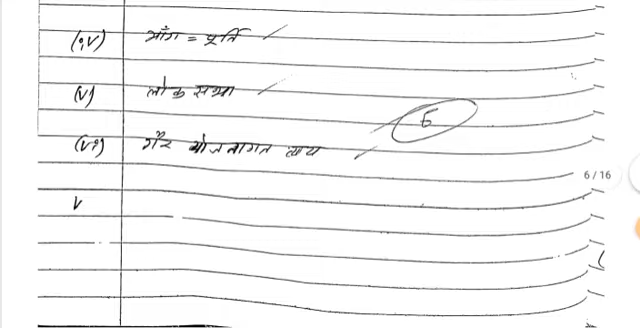 (iv) माँग = पूर्ति
(v) लोक सभा
6
(vi) गैर योजनागत व्यय
6 / 16
v